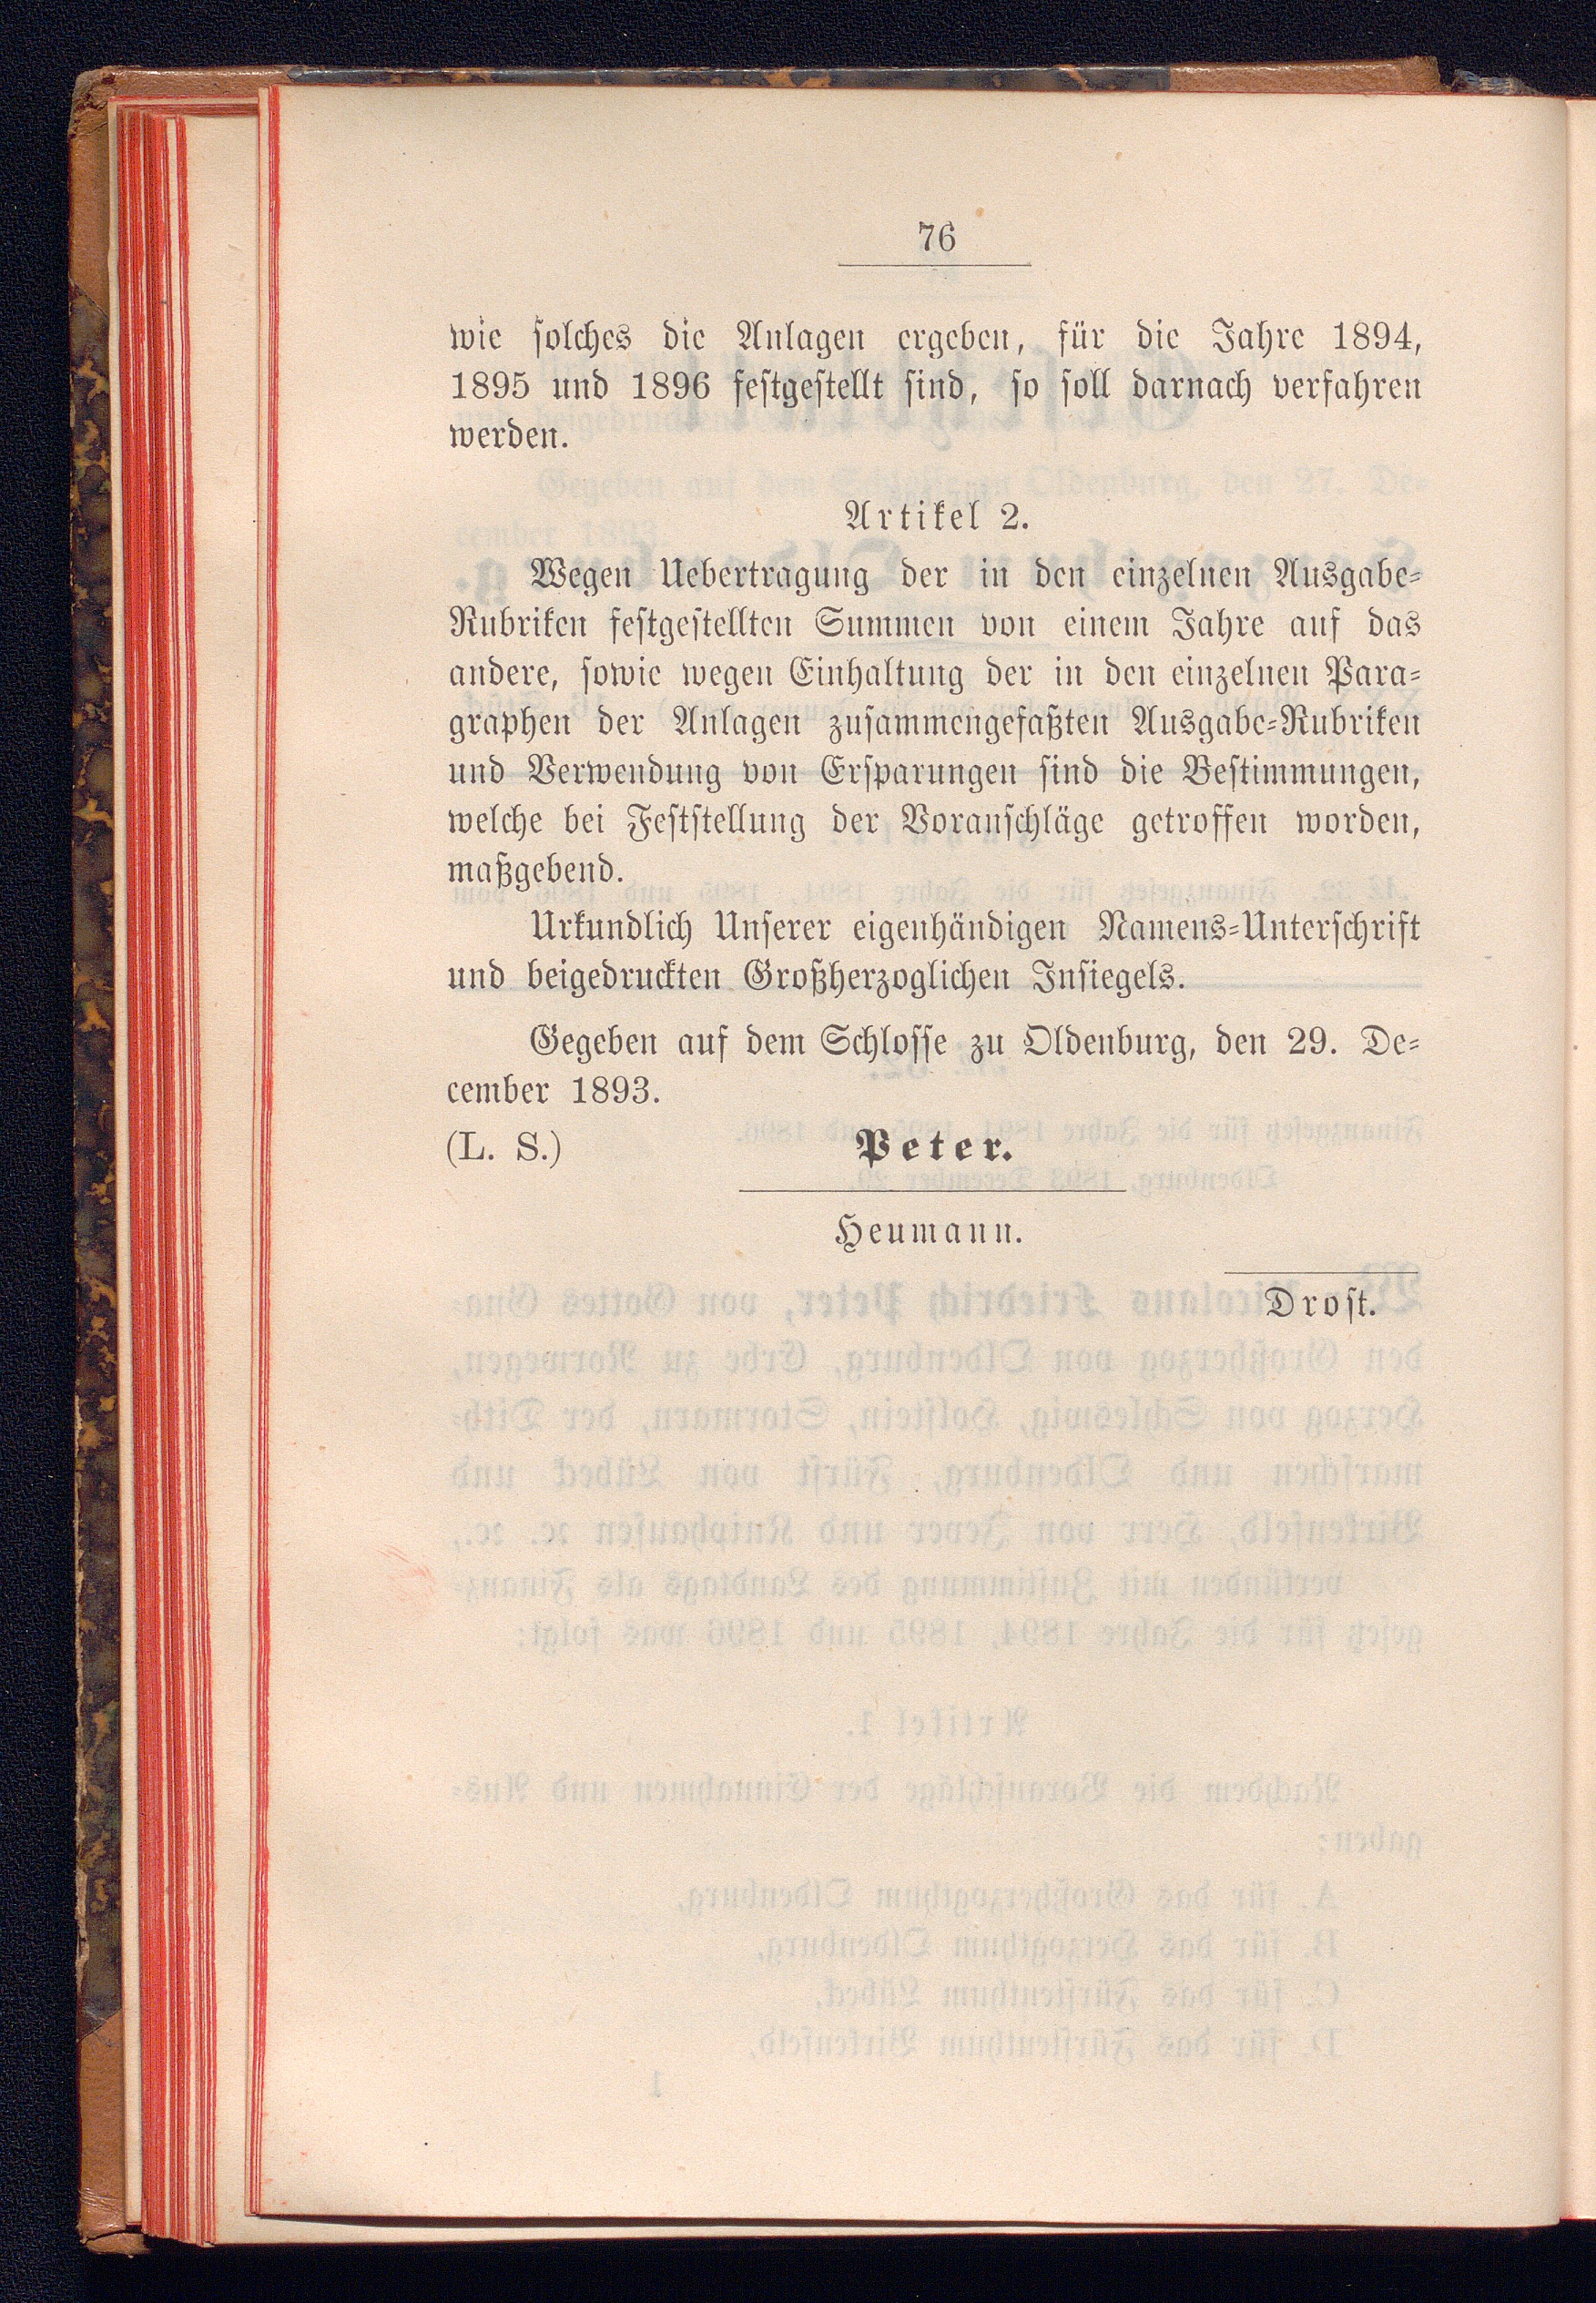 76
wie solches die Anlagen ergeben, für die Jahre 1894,
1895 und 1896 festgestellt sind, so soll darnach verfahren
werden.
Artikel 2.
Wegen Uebertragung der in den einzelnen Ausgabe-
Rubriken festgestellten Summen von einem Jahre auf das
andere, sowie wegen Einhaltung der in den einzelnen Para-
graphen der Anlagen zusammengefaßten Ausgabe-Rubriken
und Verwendung von Ersparungen sind die Bestimmungen,
welche bei Feststellung der Voranschläge getroffen worden,
maßgebend.
Urkundlich Unserer eigenhändigen Namens-Unterschrift
und beigedruckten Großherzoglichen Insiegels.
Gegeben auf dem Schlosse zu Oldenburg, den 29. De-
cember 1893.
(L. S.) Peter.
Heumann.
Drost.